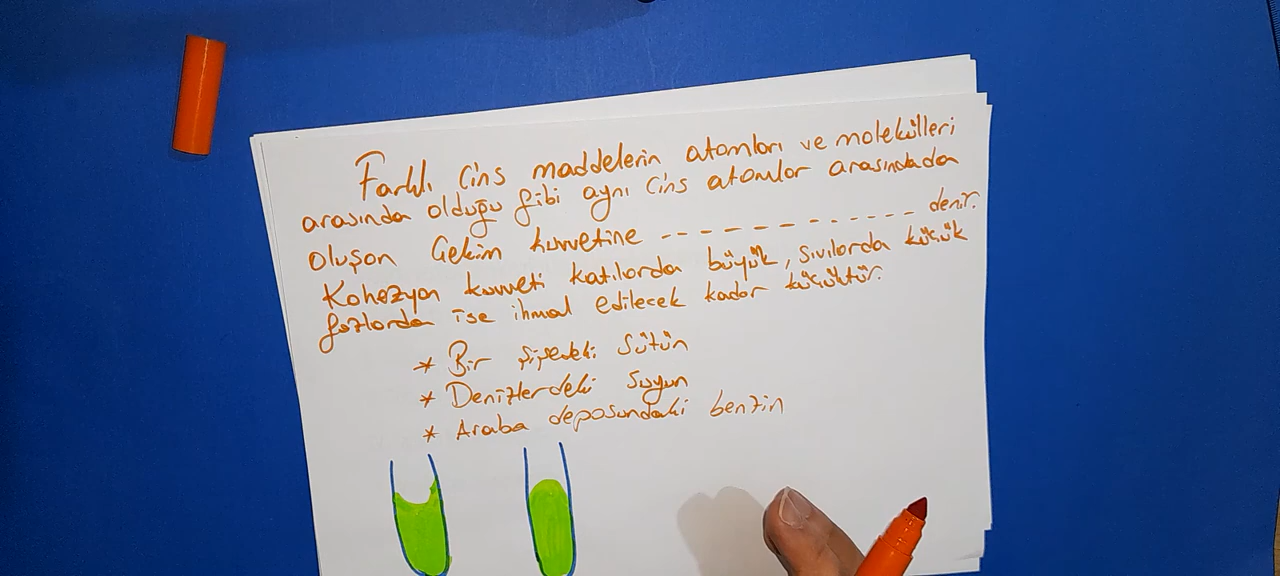 Farklı Cins maddelerin atomları ve molekülleri
arasında olduğu gibi aynı Cins atomlar arasındada
oluşan Çekim kuvvetine ------------ denir.
Kohezyon kuvveti katılarda büyük, sıvılarda küçük
gazlarda ise ihmal edilecek kadar küçüktür.
* Bir şişedeki sütün
* Denizlerdeki suyun
* Araba deposundaki benzin